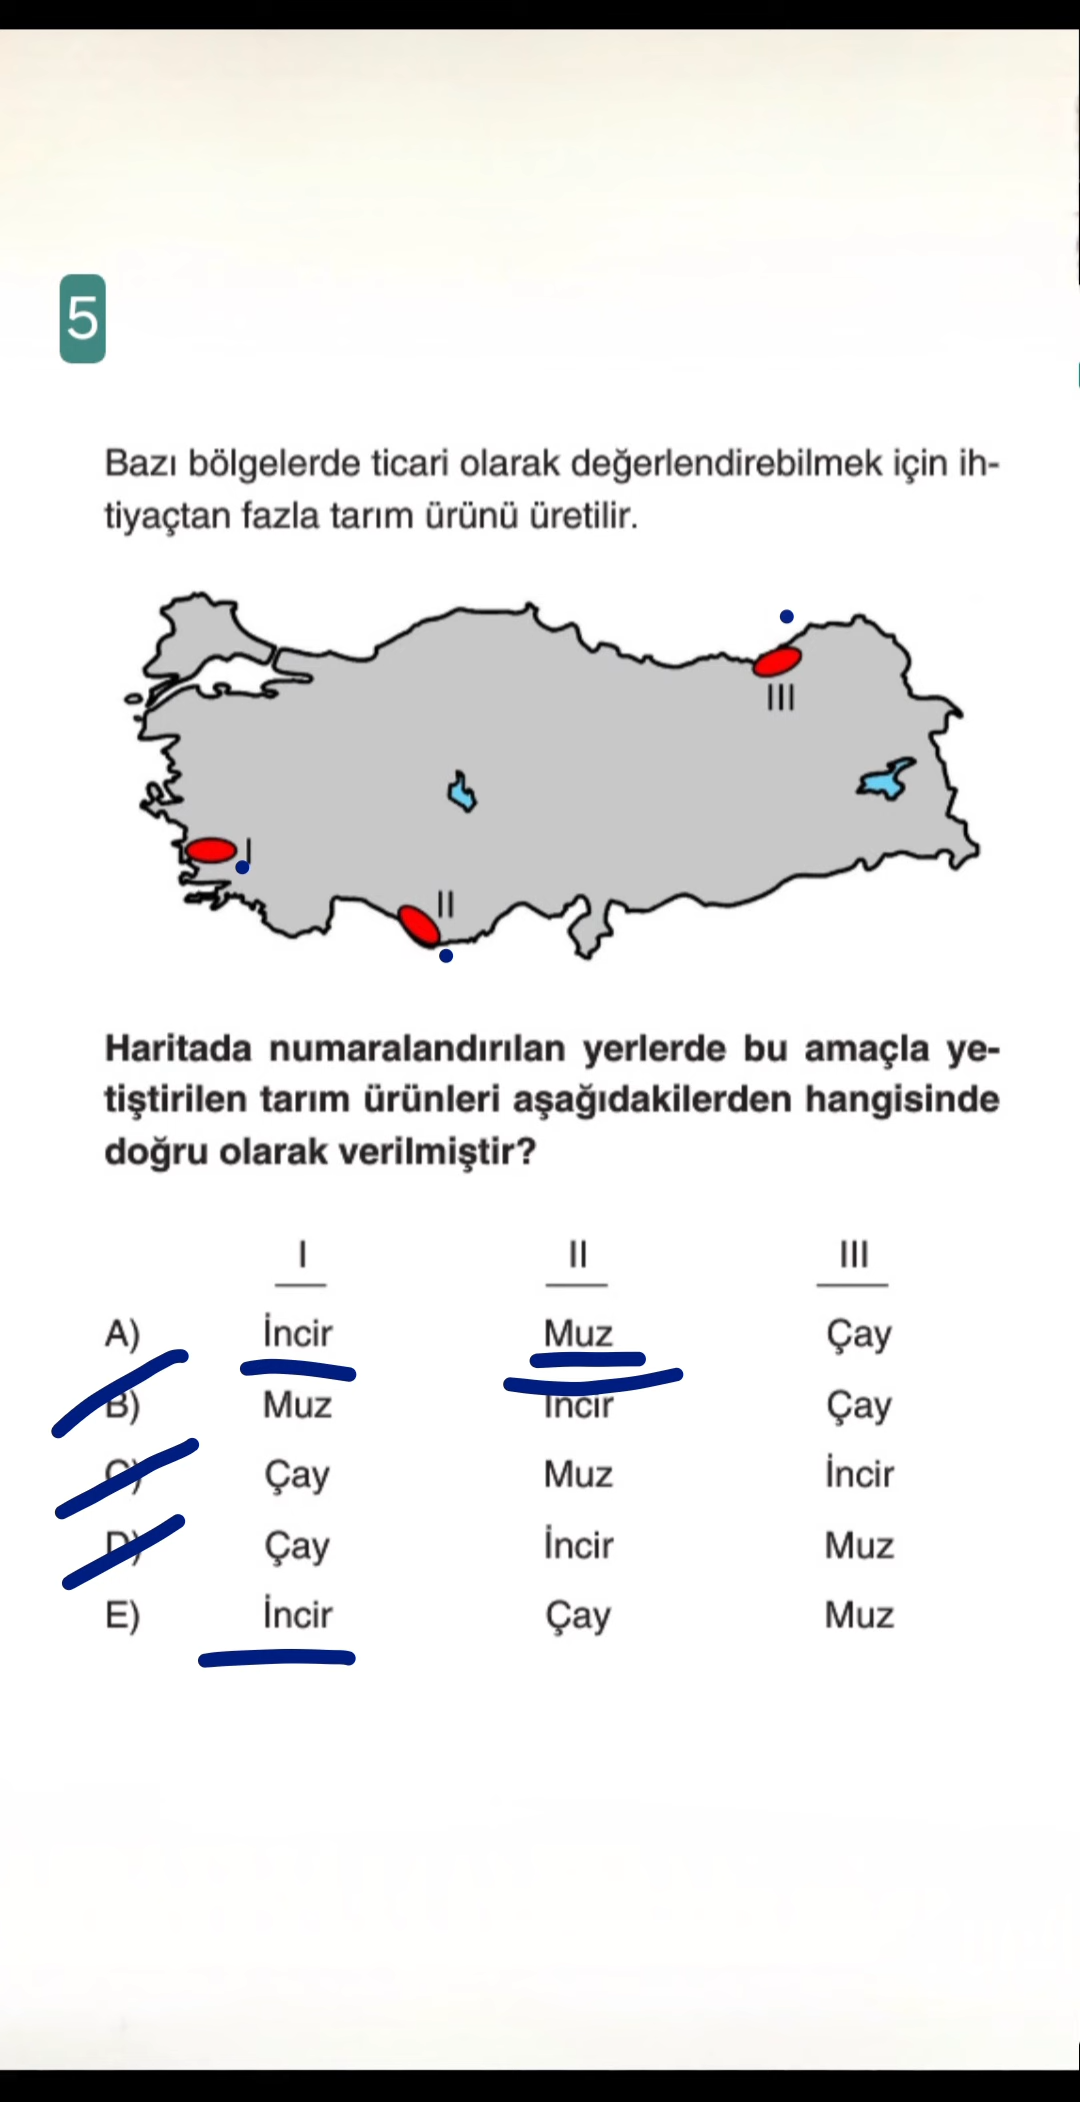 5
Bazı bölgelerde ticari olarak değerlendirebilmek için ih-
tiyaçtan fazla tarım ürünü üretilir.
III
I
II
Haritada numaralandırılan yerlerde bu amaçla ye-
tiştirilen tarım ürünleri aşağıdakilerden hangisinde
doğru olarak verilmiştir?
I II III
A) İncir Muz Çay
B) Muz İncir Çay
C) Çay Muz İncir
D) Çay İncir Muz
E) İncir Çay Muz